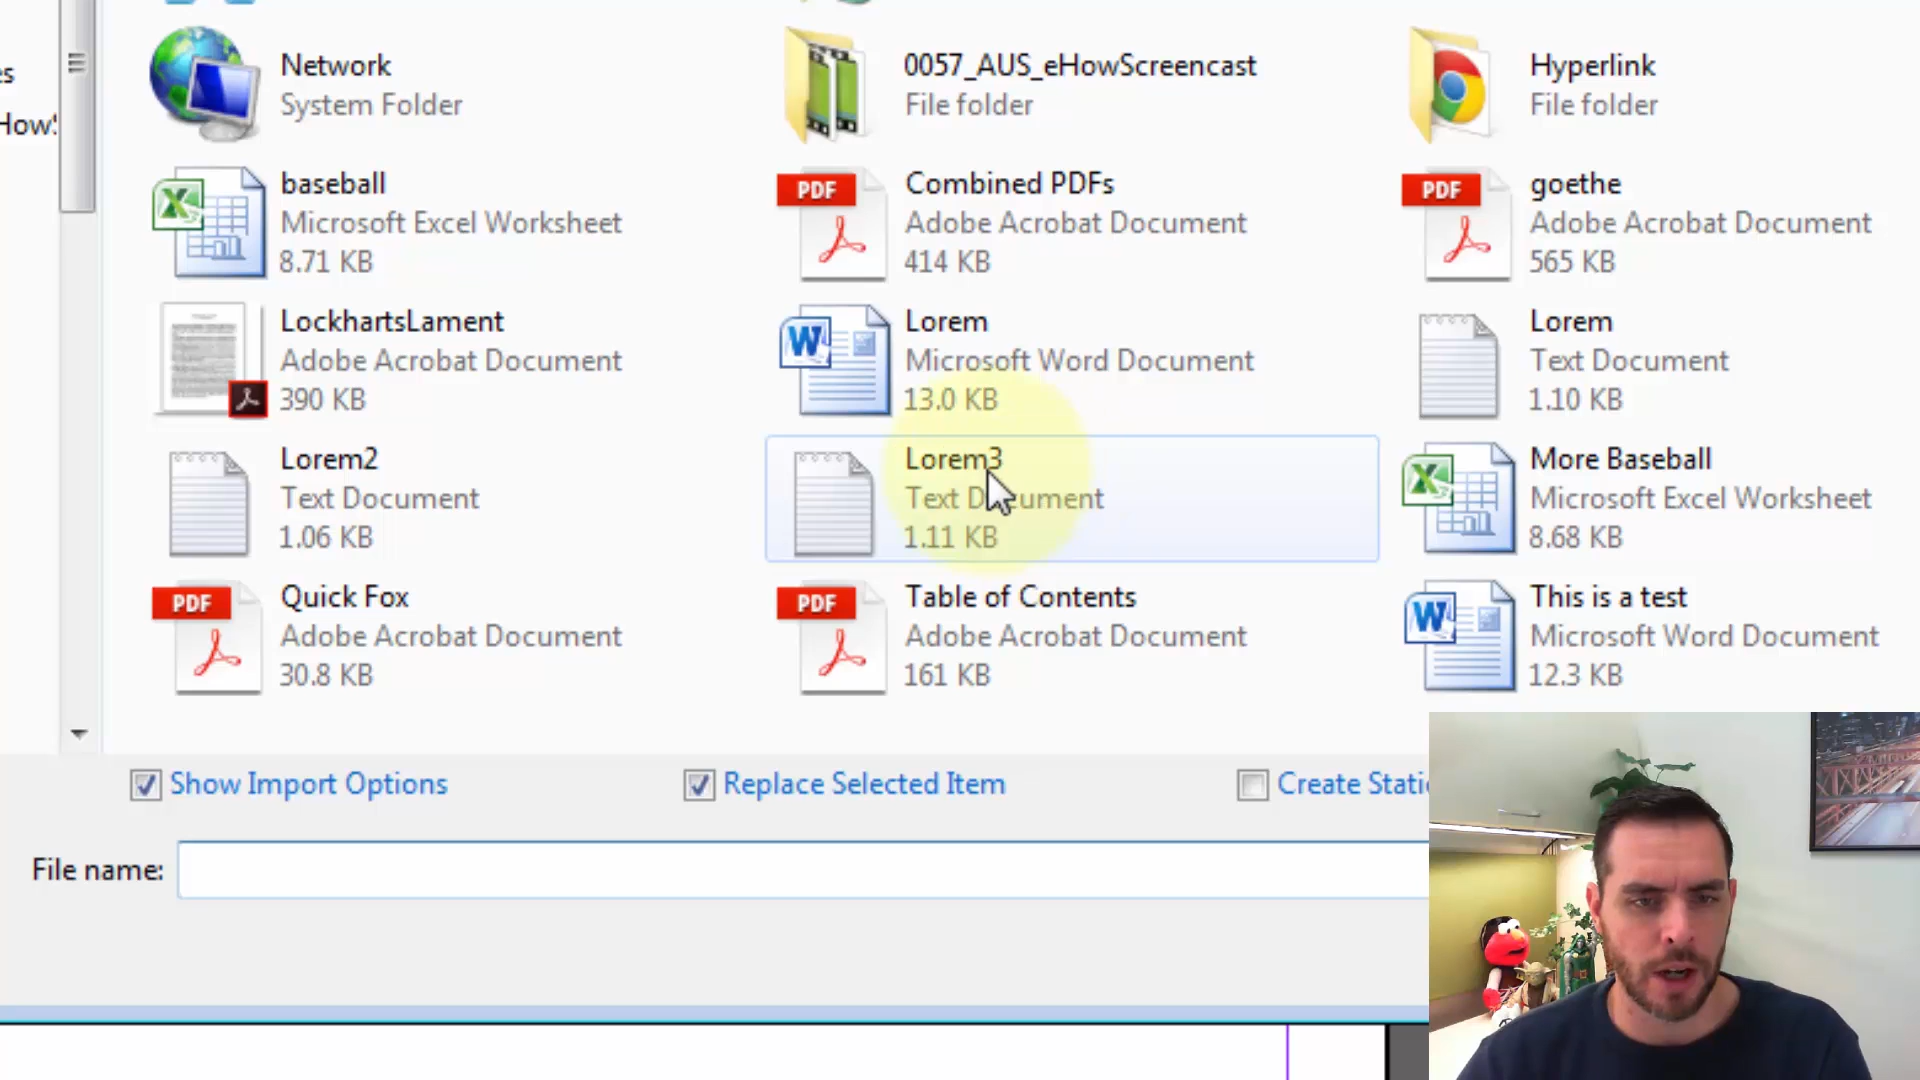 es
Network
System Folder
0057_AUS_eHowScreencast
File folder
Hyperlink
File folder
baseball
Microsoft Excel Worksheet
8.71 KB
PDF
Combined PDFs
Adobe Acrobat Document
414 KB
PDF
goethe
Adobe Acrobat Document
565 KB
LockhartsLament
Adobe Acrobat Document
390 KB
Lorem
Microsoft Word Document
13.0 KB
Lorem
Text Document
1.10 KB
Lorem2
Text Document
1.06 KB
Lorem3
Text Document
1.11 KB
More Baseball
Microsoft Excel Worksheet
8.68 KB
PDF
Quick Fox
Adobe Acrobat Document
30.8 KB
PDF
Table of Contents
Adobe Acrobat Document
161 KB
This is a test
Microsoft Word Document
12.3 KB
Show Import Options
Replace Selected Item
Create Stati
File name: